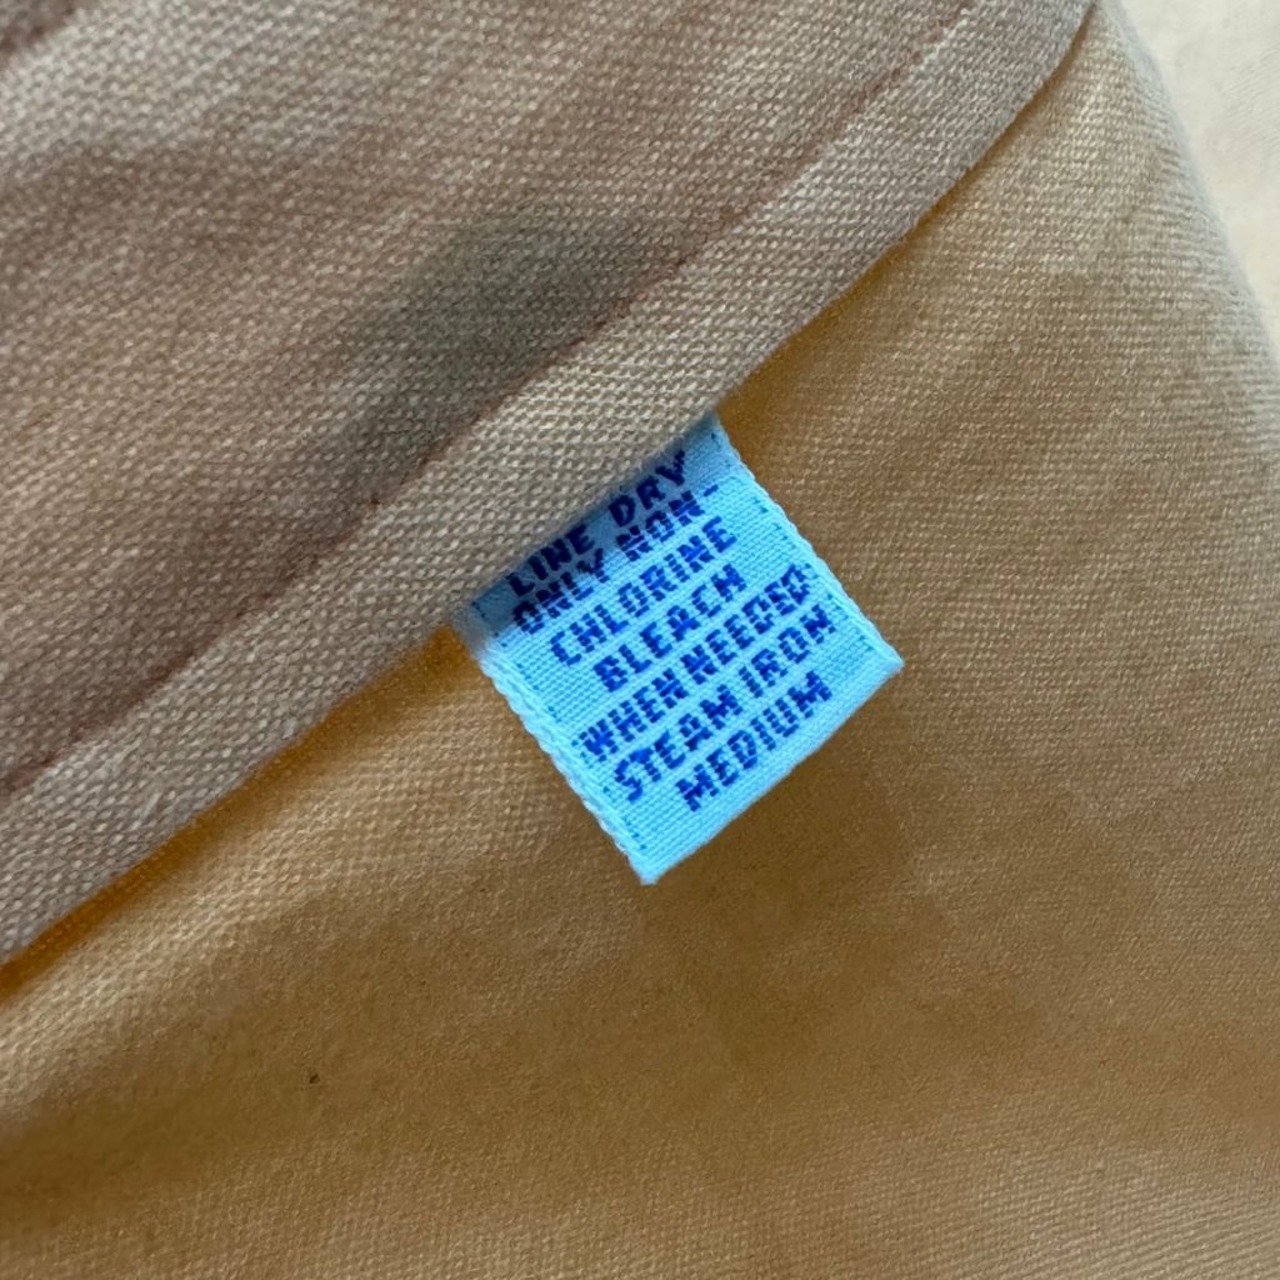 LINE DRY
ONLY NON-
CHLORINE
BLEACH
WHEN NEEDED
STEAM IRON
MEDIUM